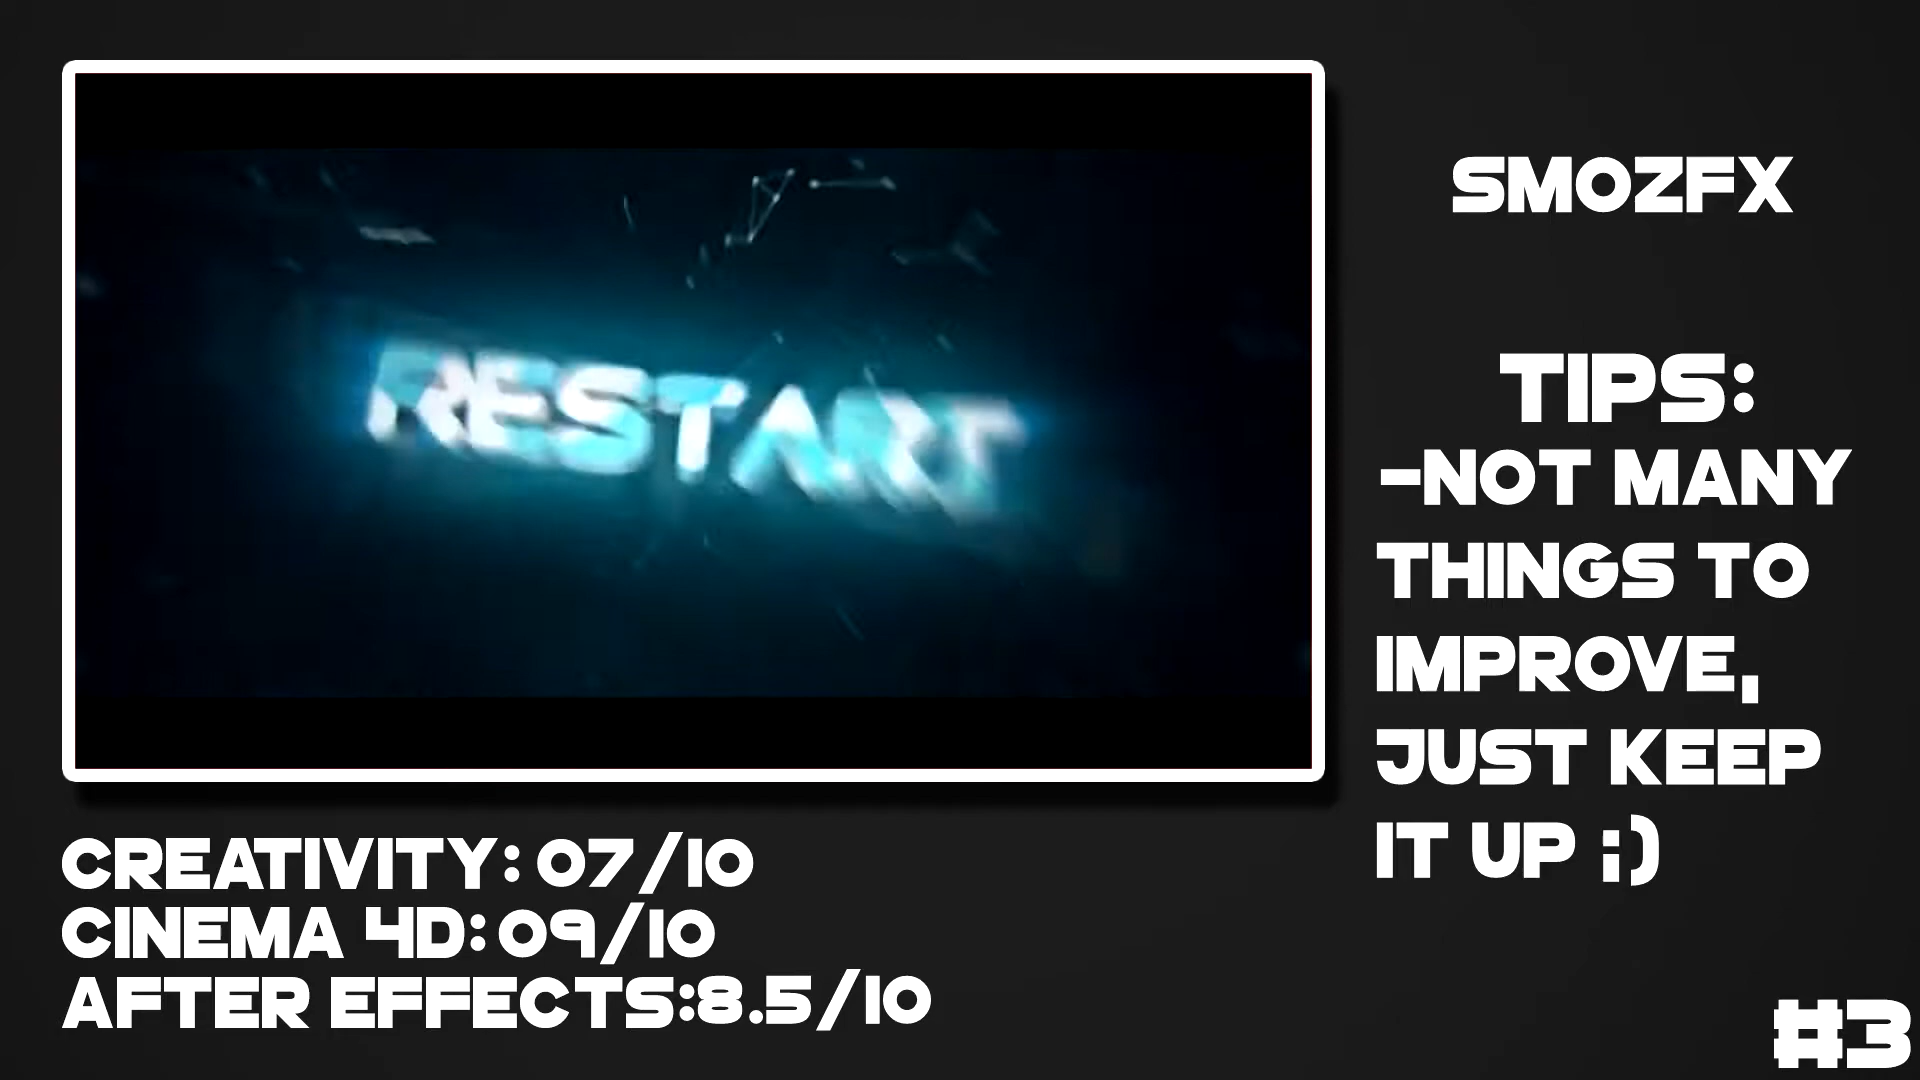 RESTART
SMOZFX
TIPS:
-NOT MANY
THINGS TO
IMPROVE,
JUST KEEP
IT UP ;)
CREATIVITY: 07/10
CINEMA 4D: 09/10
AFTER EFFECTS:8.5/10
#3